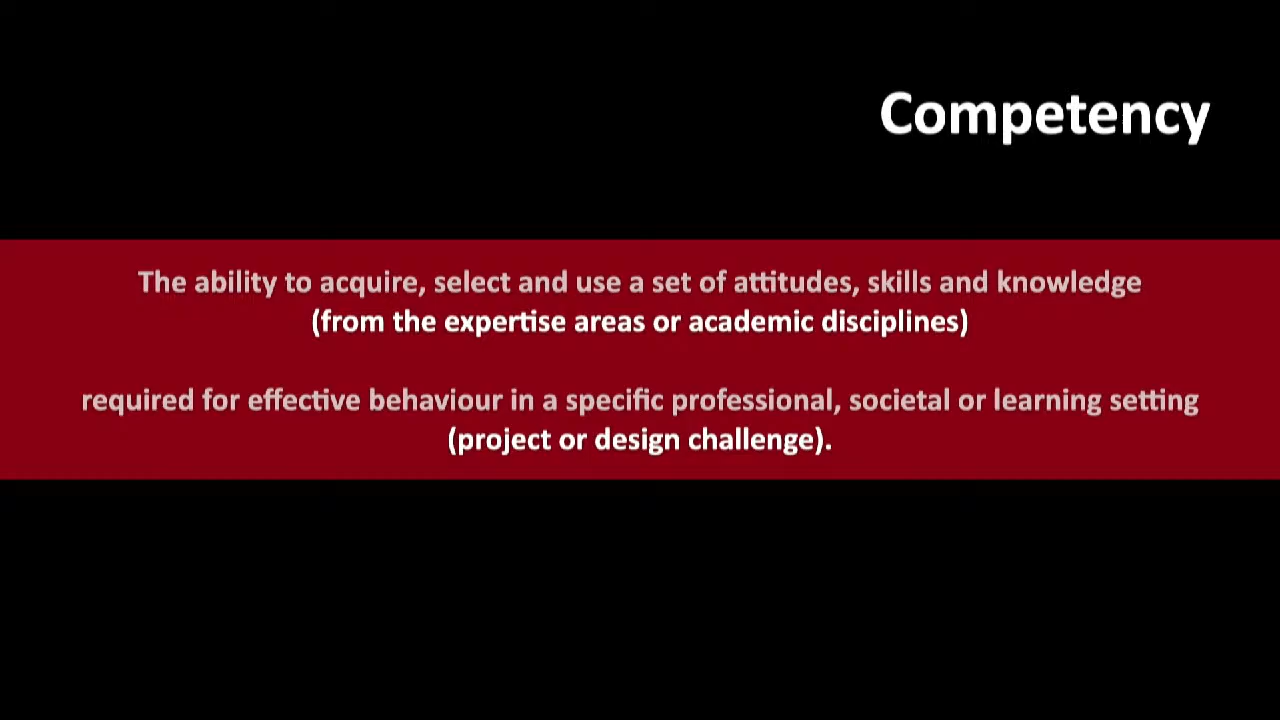 Competency
The ability to acquire, select and use a set of attitudes, skills and knowledge
(from the expertise areas or academic disciplines)
required for effective behaviour in a specific professional, societal or learning setting
(project or design challenge).